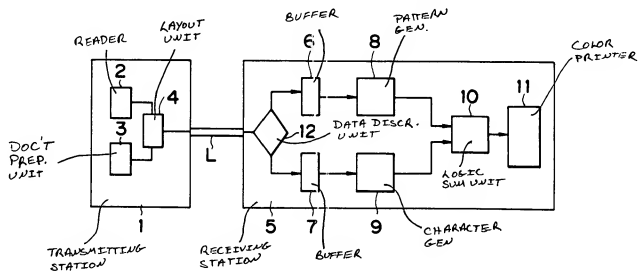 BUFFER
PATTERN
GEN.
COLOR
PRINTER
READER
LAYOUT
UNIT
2
4
6
8
11
10
3
12
DATA DISCR.
UNIT
DOC'T
PREP.
UNIT
L
LOGIC
SUM UNIT
7
9
1
5
TRANSMITTING
STATION
RECEIVING
STATION
BUFFER
CHARACTER
GEN